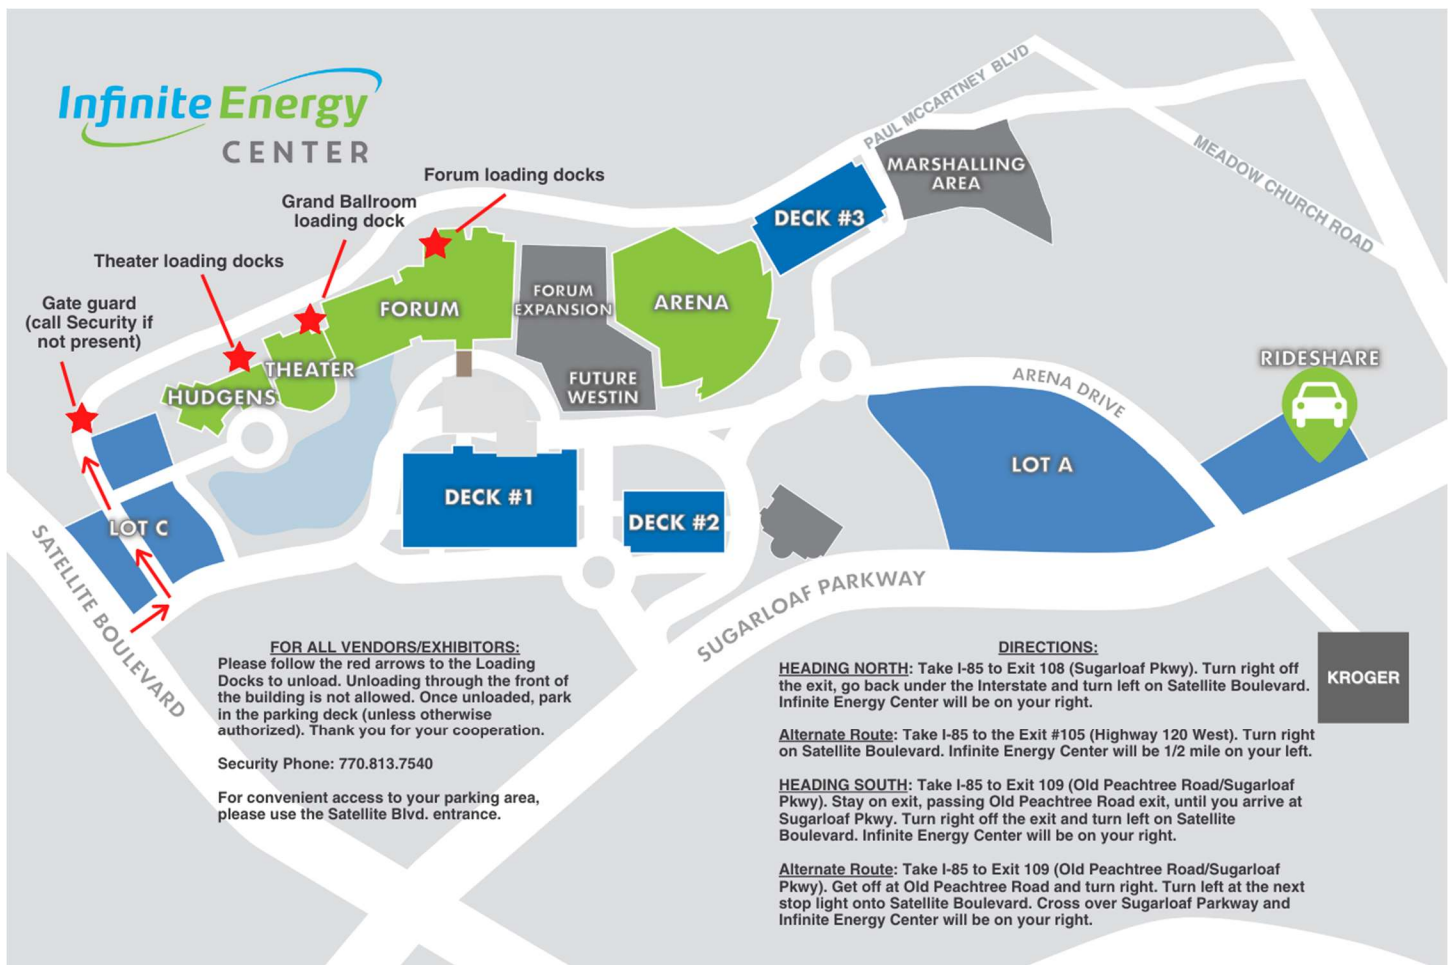 Infinite Energy
CENTER
Forum loading docks
Grand Ballroom
loading dock
Theater loading docks
Gate guard
(call Security if
not present)
PAUL MCCARTNEY BLVD
MARSHALLING
AREA
MEADOW CHURCH ROAD
DECK #3
FORUM
FORUM
EXPANSION
ARENA
THEATER
HUDGENS
FUTURE
WESTIN
RIDESHARE
ARENA DRIVE
LOT A
DECK #1
DECK #2
LOT C
SATELLITE BOULEVARD
SUGARLOAF PARKWAY
KROGER
FOR ALL VENDORS/EXHIBITORS:
Please follow the red arrows to the Loading
Docks to unload. Unloading through the front of
the building is not allowed. Once unloaded, park
in the parking deck (unless otherwise
authorized). Thank you for your cooperation.
Security Phone: 770.813.7540
For convenient access to your parking area,
please use the Satellite Blvd. entrance.
DIRECTIONS:
HEADING NORTH: Take I-85 to Exit 108 (Sugarloaf Pkwy). Turn right off
the exit, go back under the Interstate and turn left on Satellite Boulevard.
Infinite Energy Center will be on your right.
Alternate Route: Take I-85 to the Exit #105 (Highway 120 West). Turn right
on Satellite Boulevard. Infinite Energy Center will be 1/2 mile on your left.
HEADING SOUTH: Take I-85 to Exit 109 (Old Peachtree Road/Sugarloaf
Pkwy). Stay on exit, passing Old Peachtree Road exit, until you arrive at
Sugarloaf Pkwy. Turn right off the exit and turn left on Satellite
Boulevard. Infinite Energy Center will be on your right.
Alternate Route: Take I-85 to Exit 109 (Old Peachtree Road/Sugarloaf
Pkwy). Get off at Old Peachtree Road and turn right. Turn left at the next
stop light onto Satellite Boulevard. Cross over Sugarloaf Parkway and
Infinite Energy Center will be on your right.